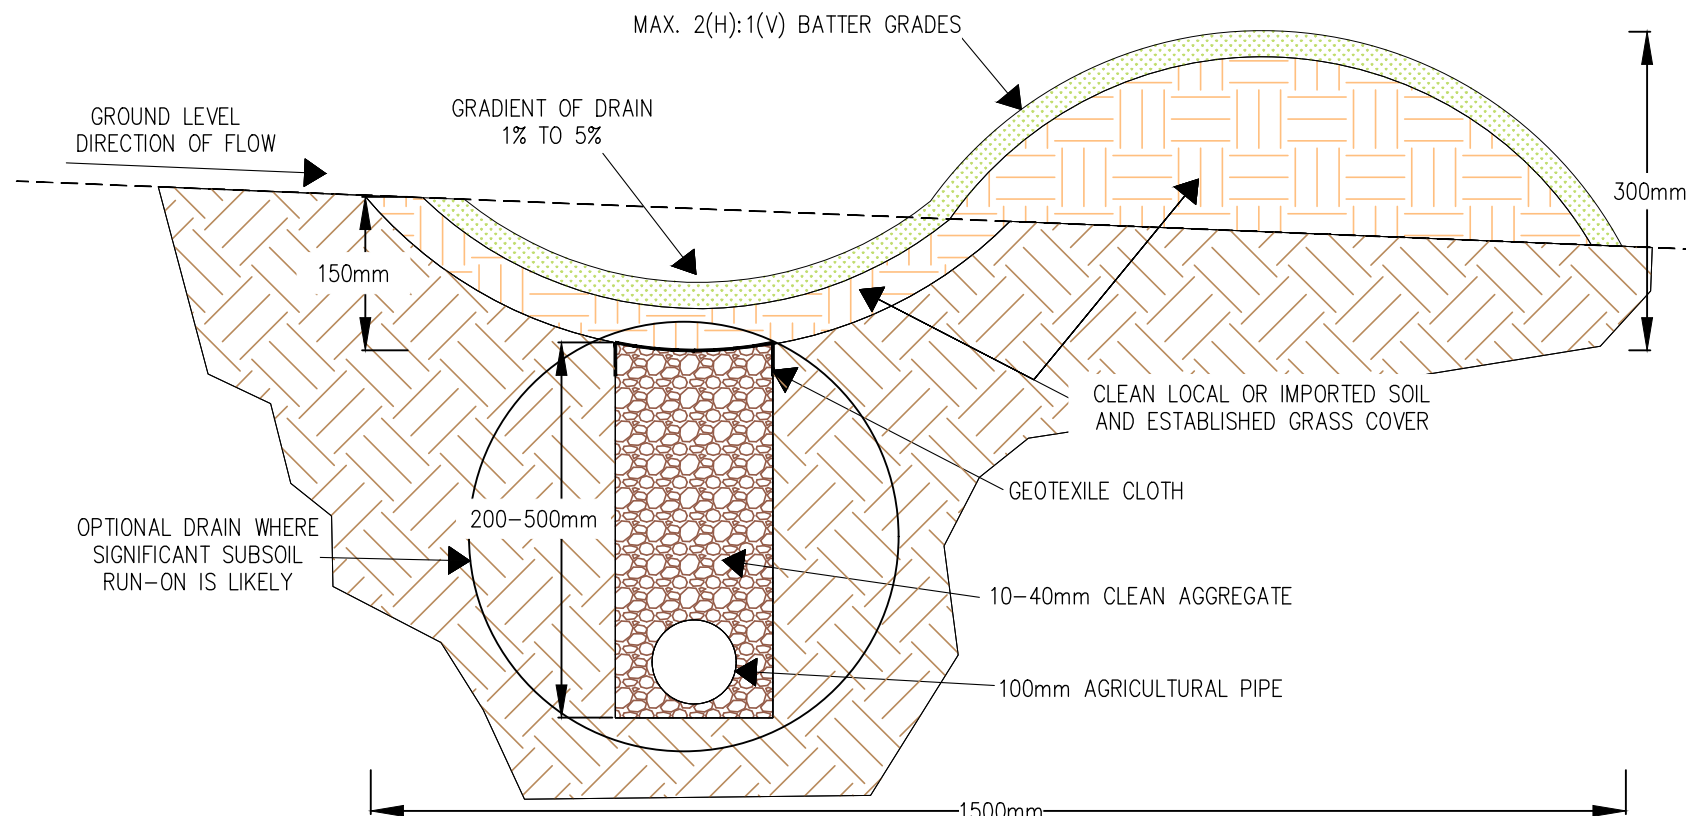 MAX. 2(H):1(V) BATTER GRADES
GROUND LEVEL
DIRECTION OF FLOW
GRADIENT OF DRAIN
1% TO 5%
300mm
150mm
CLEAN LOCAL OR IMPORTED SOIL
AND ESTABLISHED GRASS COVER
GEOTEXILE CLOTH
200-500mm
OPTIONAL DRAIN WHERE
SIGNIFICANT SUBSOIL
RUN-ON IS LIKELY
10-40mm CLEAN AGGREGATE
100mm AGRICULTURAL PIPE
1500mm